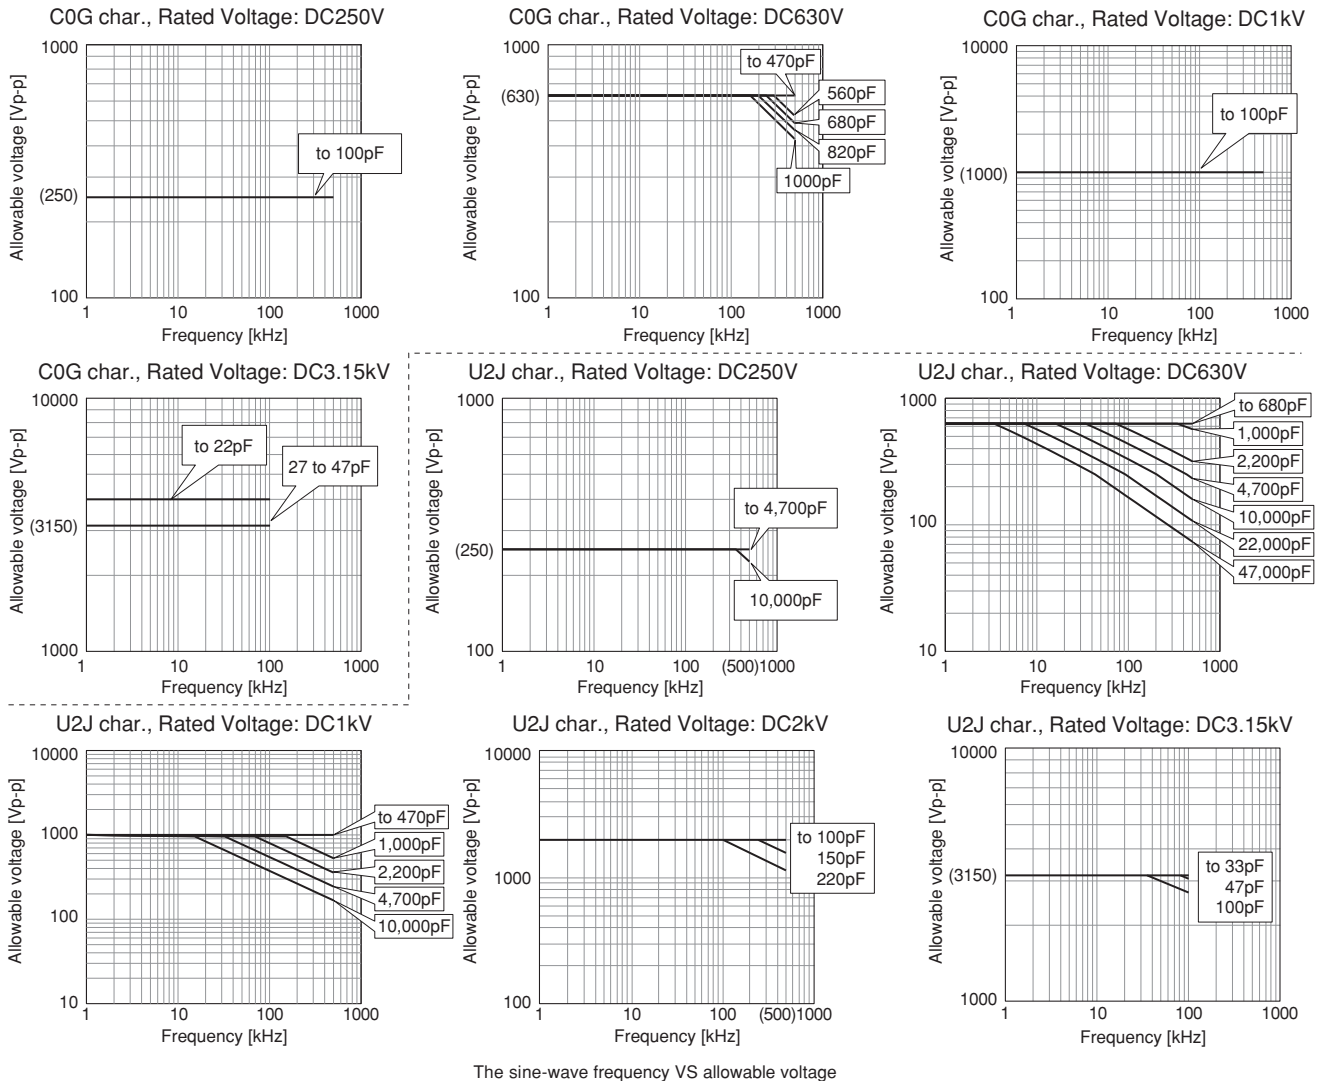 C0G char., Rated Voltage: DC250V
Allowable voltage [Vp-p]
1000
(250)
100
to 100pF
1 10 100 1000
Frequency [kHz]
C0G char., Rated Voltage: DC630V
Allowable voltage [Vp-p]
1000
(630)
100
to 470pF
560pF
680pF
820pF
1000pF
1 10 100 1000
Frequency [kHz]
C0G char., Rated Voltage: DC1kV
Allowable voltage [Vp-p]
10000
(1000)
100
to 100pF
1 10 100 1000
Frequency [kHz]
C0G char., Rated Voltage: DC3.15kV
Allowable voltage [Vp-p]
10000
(3150)
1000
to 22pF
27 to 47pF
1 10 100 1000
Frequency [kHz]
U2J char., Rated Voltage: DC250V
Allowable voltage [Vp-p]
1000
(250)
100
to 4,700pF
10,000pF
1 10 100 (500)1000
Frequency [kHz]
U2J char., Rated Voltage: DC630V
Allowable voltage [Vp-p]
1000
100
10
to 680pF
1,000pF
2,200pF
4,700pF
10,000pF
22,000pF
47,000pF
1 10 100 1000
Frequency [kHz]
U2J char., Rated Voltage: DC1kV
Allowable voltage [Vp-p]
10000
1000
100
10
to 470pF
1,000pF
2,200pF
4,700pF
10,000pF
1 10 100 1000
Frequency [kHz]
U2J char., Rated Voltage: DC2kV
Allowable voltage [Vp-p]
10000
1000
100
to 100pF
150pF
220pF
1 10 100 (500)1000
Frequency [kHz]
U2J char., Rated Voltage: DC3.15kV
Allowable voltage [Vp-p]
10000
(3150)
1000
to 33pF
47pF
100pF
1 10 100 1000
Frequency [kHz]
The sine-wave frequency VS allowable voltage